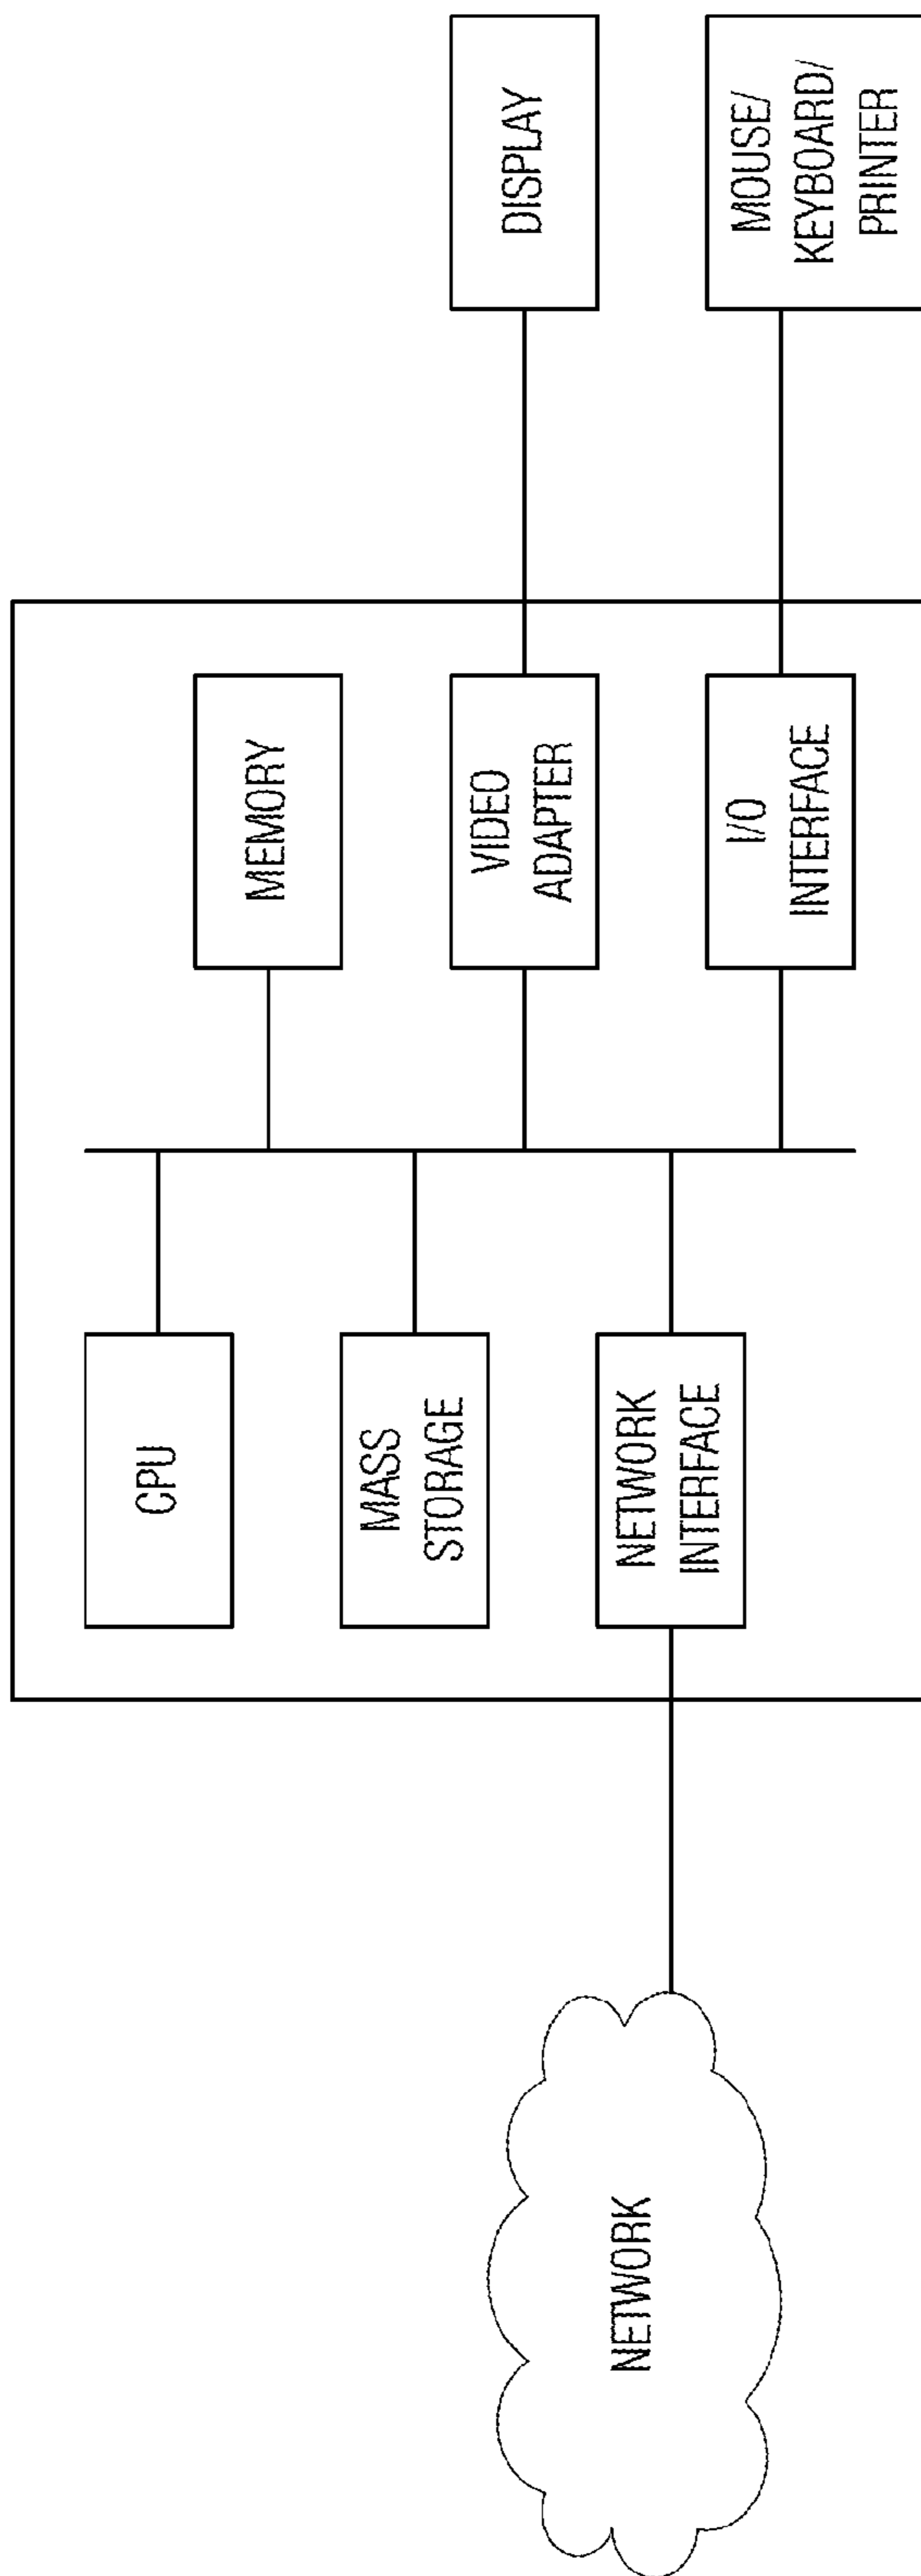 CPU
MEMORY
MASS
STORAGE
VIDEO
ADAPTER
DISPLAY
NETWORK
NETWORK
INTERFACE
I/O
INTERFACE
MOUSE/
KEYBOARD/
PRINTER